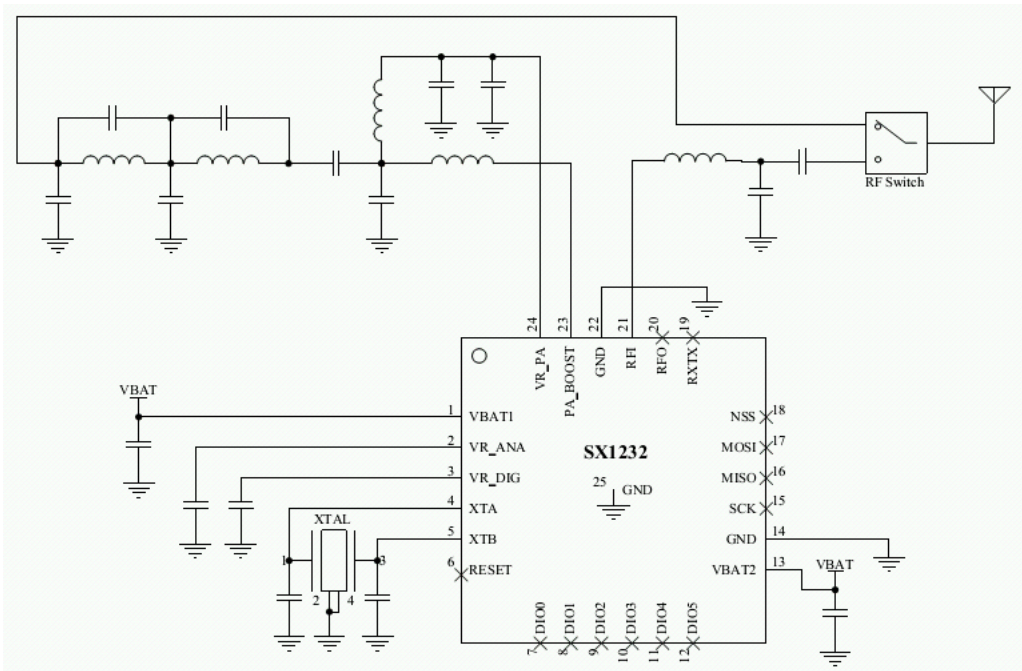 RF Switch
24
23
22
21
20
19
VR_PA
PA_BOOST
GND
RFI
RFO
RXTX
VBAT
1 VBAT1
2 VR_ANA
3 VR_DIG
4 XTA
5 XTB
6 RESET
XTAL
1
3
2
4
SX1232
25 GND
NSS 18
MOSI 17
MISO 16
SCK 15
GND 14
VBAT2 13
VBAT
DIO0
DIO1
DIO2
DIO3
DIO4
DIO5
7
8
9
10
11
12